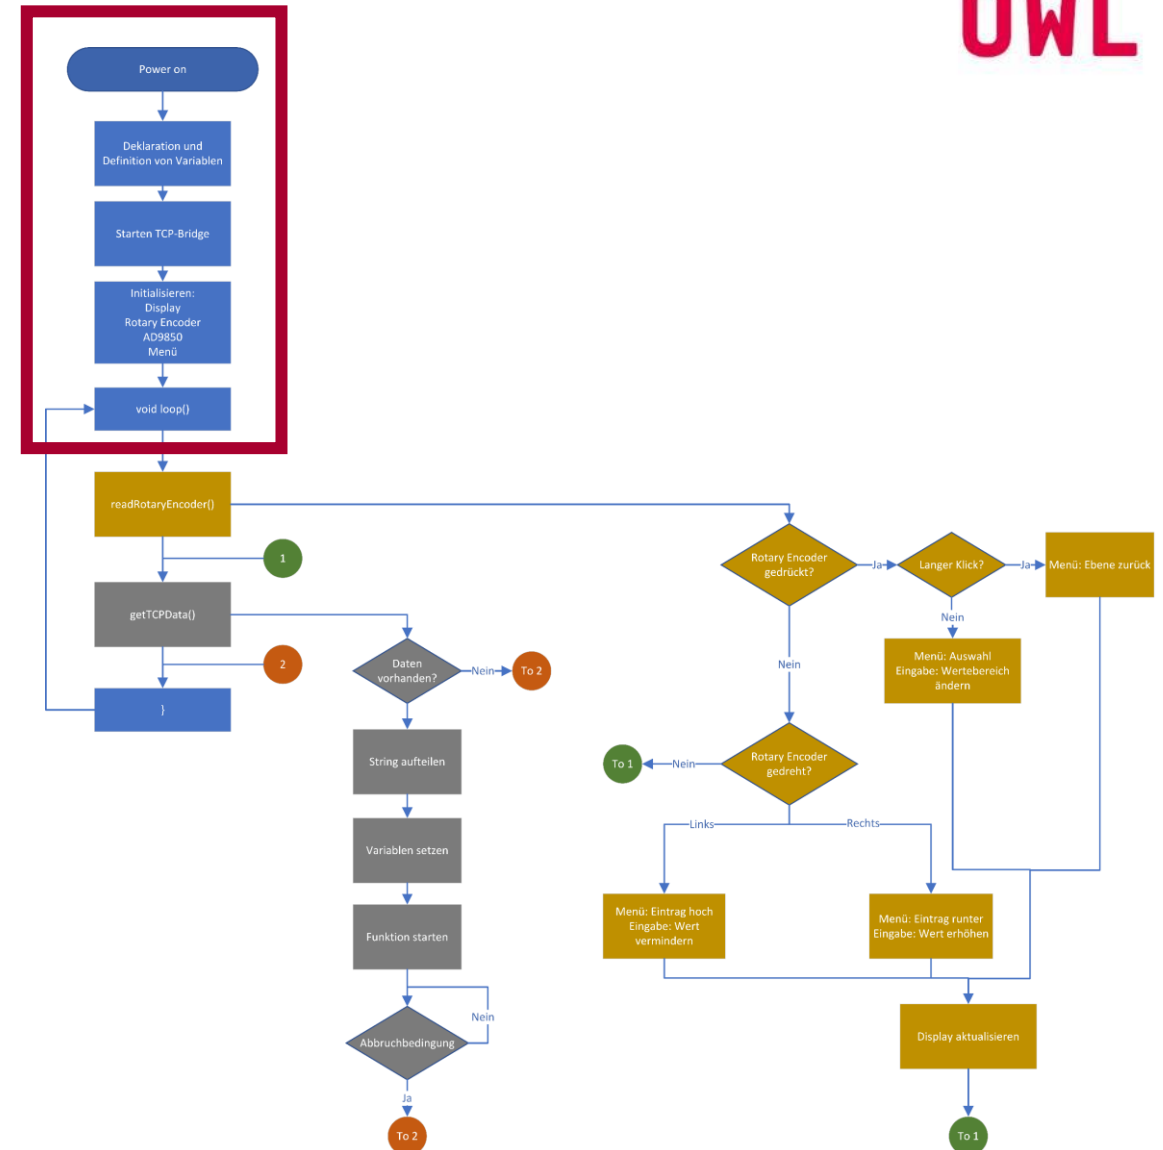 OWL
Power on
Deklaration und
Definition von Variablen
Starten TCP-Bridge
Initialisieren:
Display
Rotary Encoder
AD9850
Menü
void loop()
readRotaryEncoder()
1
getTCPData()
2
}
Daten
vorhanden?
Nein
To 2
String aufteilen
Variablen setzen
Funktion starten
Nein
Abbruchbedingung
Ja
To 2
Rotary Encoder
gedrückt?
Ja
Langer Klick?
Ja
Menü: Ebene zurück
Nein
Menü: Auswahl
Eingabe: Wertebereich
ändern
Nein
Rotary Encoder
gedreht?
Nein
To 1
Links
Rechts
Menü: Eintrag hoch
Eingabe: Wert
vermindern
Menü: Eintrag runter
Eingabe: Wert erhöhen
Display aktualisieren
To 1